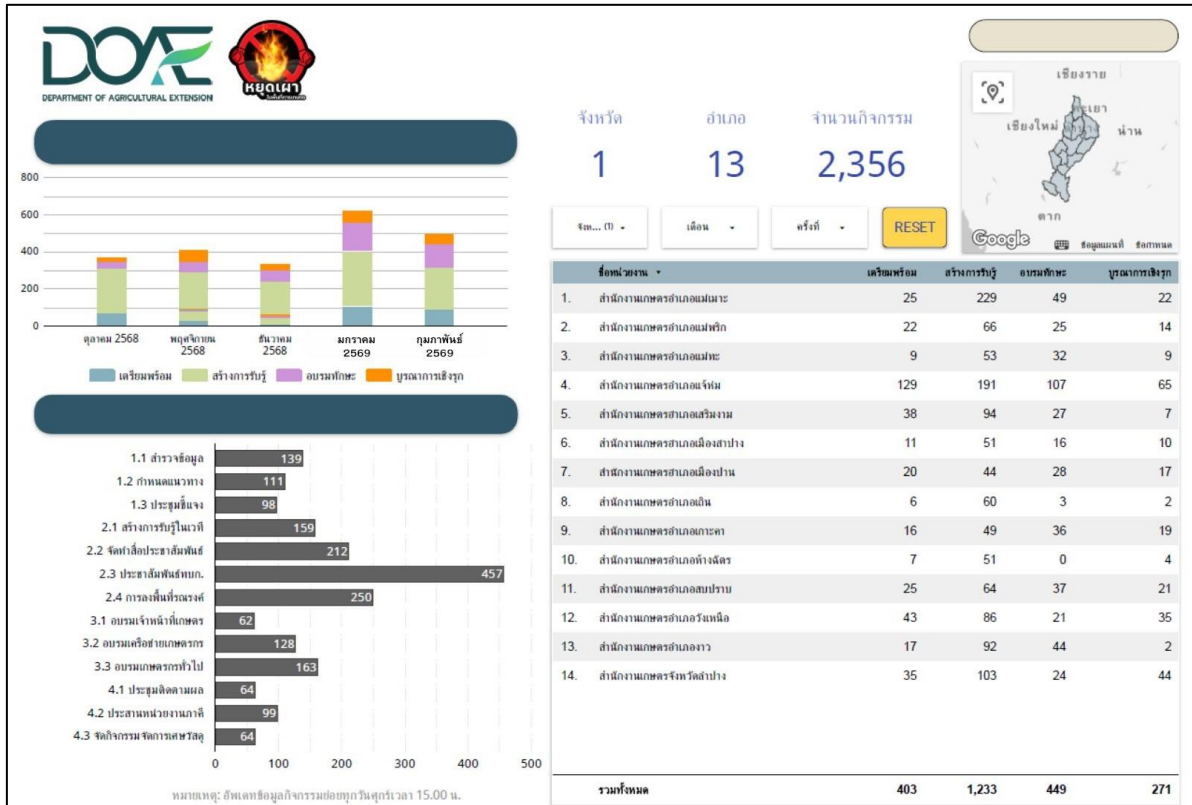 DOAE
DEPARTMENT OF AGRICULTURAL EXTENSION
หยุดเผา
จังหวัด อำเภอ จำนวนกิจกรรม
1 13 2,356
จัง... (1) เดือน ครั้งที่ RESET
เชียงราย
พะเยา
เชียงใหม่ ลำปาง น่าน
ตาก
Google ข้อมูลแผนที่ ข้อกำหนด
800
600
400
200
0
ตุลาคม 2568 พฤศจิกายน 2568 ธันวาคม 2568 มกราคม 2569 กุมภาพันธ์ 2569
เตรียมพร้อม สร้างการรับรู้ อบรมทักษะ บูรณาการเชิงรุก
1.1 สำรวจข้อมูล 139
1.2 กำหนดแนวทาง 111
1.3 ประชุมชี้แจง 98
2.1 สร้างการรับรู้ในเวที 159
2.2 จัดทำสื่อประชาสัมพันธ์ 212
2.3 ประชาสัมพันธ์ทบก. 457
2.4 การลงพื้นที่รณรงค์ 250
3.1 อบรมเจ้าหน้าที่เกษตร 62
3.2 อบรมเครือข่ายเกษตรกร 128
3.3 อบรมเกษตรกรทั่วไป 163
4.1 ประชุมติดตามผล 64
4.2 ประสานหน่วยงานภาคี 99
4.3 จัดกิจกรรมจัดการเศษวัสดุ 64
0 100 200 300 400 500
หมายเหตุ: อัพเดทข้อมูลกิจกรรมย่อยทุกวันศุกร์เวลา 15.00 น.
ชื่อหน่วยงาน เตรียมพร้อม สร้างการรับรู้ อบรมทักษะ บูรณาการเชิงรุก
1. สำนักงานเกษตรอำเภอแม่เมาะ 25 229 49 22
2. สำนักงานเกษตรอำเภอแม่พริก 22 66 25 14
3. สำนักงานเกษตรอำเภอแม่ทะ 9 53 32 9
4. สำนักงานเกษตรอำเภอแจ้ห่ม 129 191 107 65
5. สำนักงานเกษตรอำเภอเสริมงาม 38 94 27 7
6. สำนักงานเกษตรอำเภอเมืองลำปาง 11 51 16 10
7. สำนักงานเกษตรอำเภอเมืองปาน 20 44 28 17
8. สำนักงานเกษตรอำเภอเถิน 6 60 3 2
9. สำนักงานเกษตรอำเภอเกาะคา 16 49 36 19
10. สำนักงานเกษตรอำเภอห้างฉัตร 7 51 0 4
11. สำนักงานเกษตรอำเภอสบปราบ 25 64 37 21
12. สำนักงานเกษตรอำเภอวังเหนือ 43 86 21 35
13. สำนักงานเกษตรอำเภองาว 17 92 44 2
14. สำนักงานเกษตรจังหวัดลำปาง 35 103 24 44
รวมทั้งหมด 403 1,233 449 271